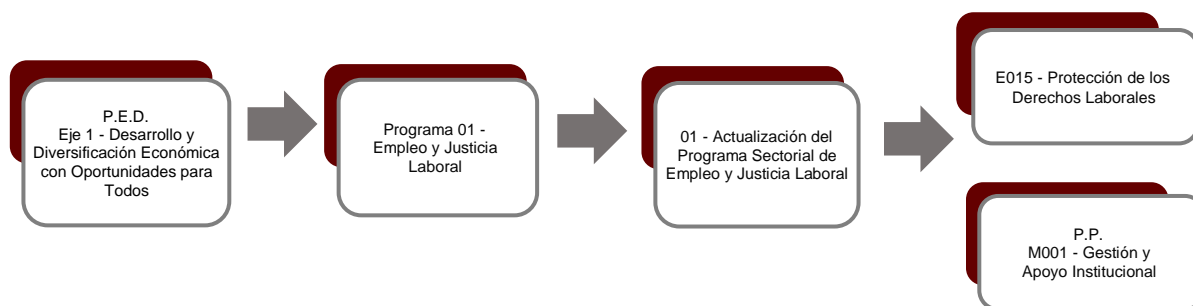 P.E.D.
Eje 1 - Desarrollo y
Diversificación Económica
con Oportunidades para
Todos
Programa 01 -
Empleo y Justicia
Laboral
01 - Actualización del
Programa Sectorial de
Empleo y Justicia Laboral
E015 - Protección de los
Derechos Laborales
P.P.
M001 - Gestión y
Apoyo Institucional